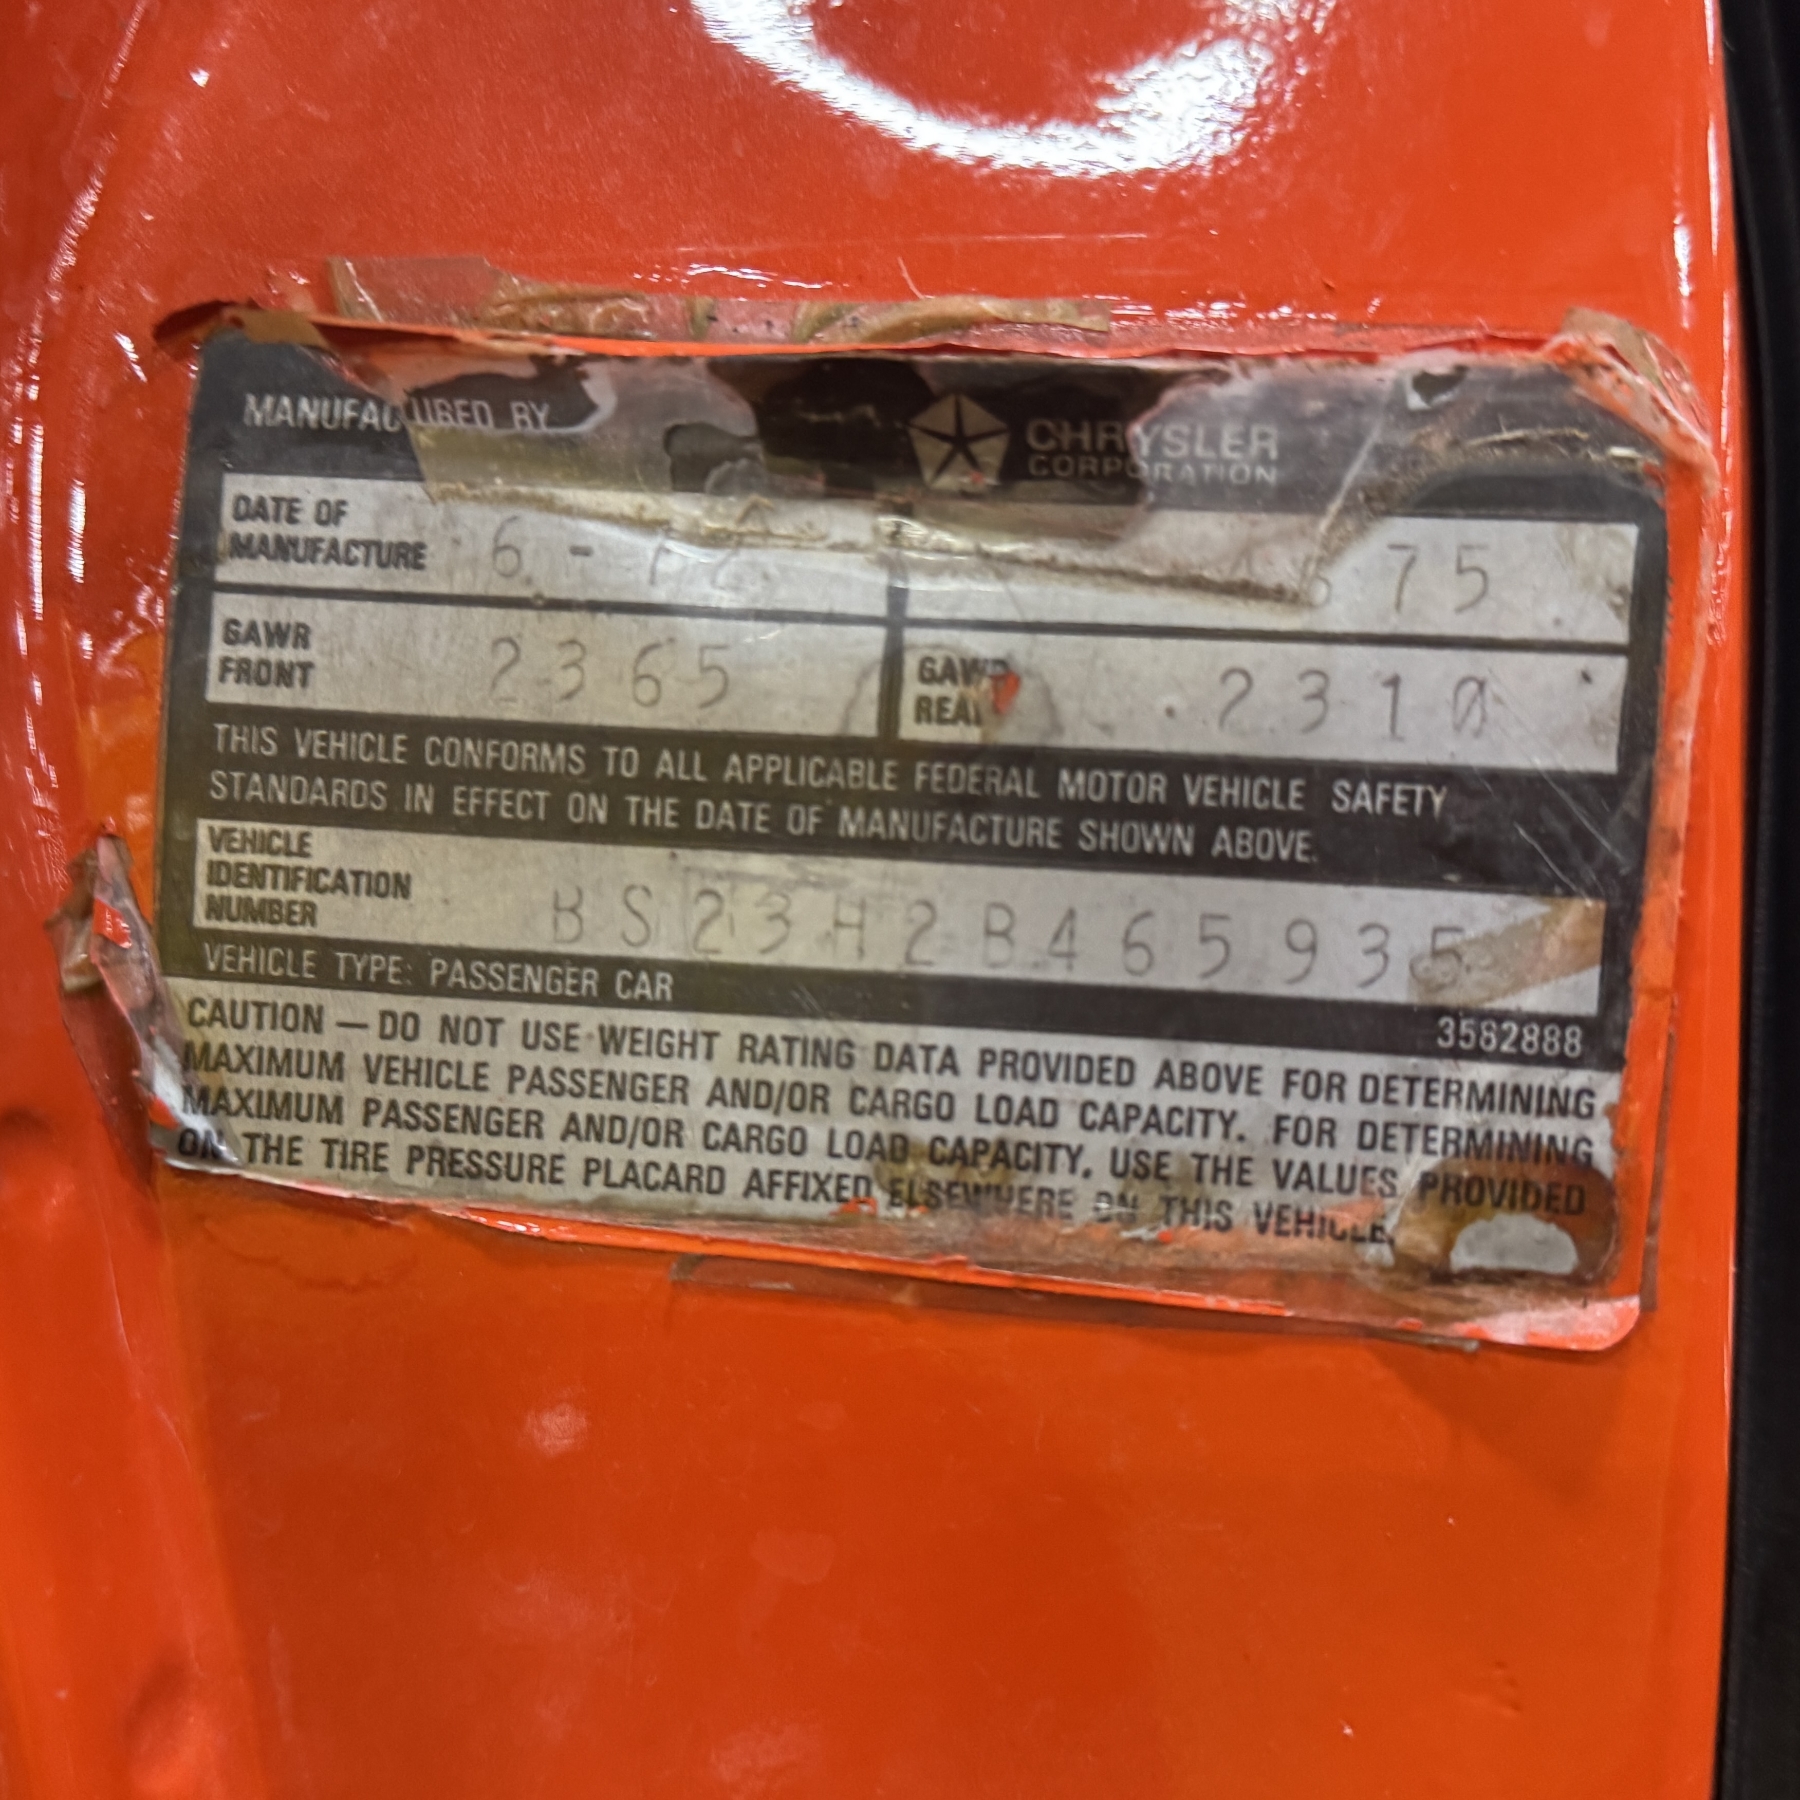 MANUFACTURED BY
CHRYSLER
CORPORATION
DATE OF
MANUFACTURE 6-72
675
GAWR
FRONT 2365
GAWR
REAR 2310
THIS VEHICLE CONFORMS TO ALL APPLICABLE FEDERAL MOTOR VEHICLE SAFETY
STANDARDS IN EFFECT ON THE DATE OF MANUFACTURE SHOWN ABOVE.
VEHICLE
IDENTIFICATION
NUMBER BS23H2B465935
VEHICLE TYPE: PASSENGER CAR
3582888
CAUTION — DO NOT USE WEIGHT RATING DATA PROVIDED ABOVE FOR DETERMINING
MAXIMUM VEHICLE PASSENGER AND/OR CARGO LOAD CAPACITY. FOR DETERMINING
MAXIMUM PASSENGER AND/OR CARGO LOAD CAPACITY, USE THE VALUES PROVIDED
ON THE TIRE PRESSURE PLACARD AFFIXED ELSEWHERE ON THIS VEHICLE.